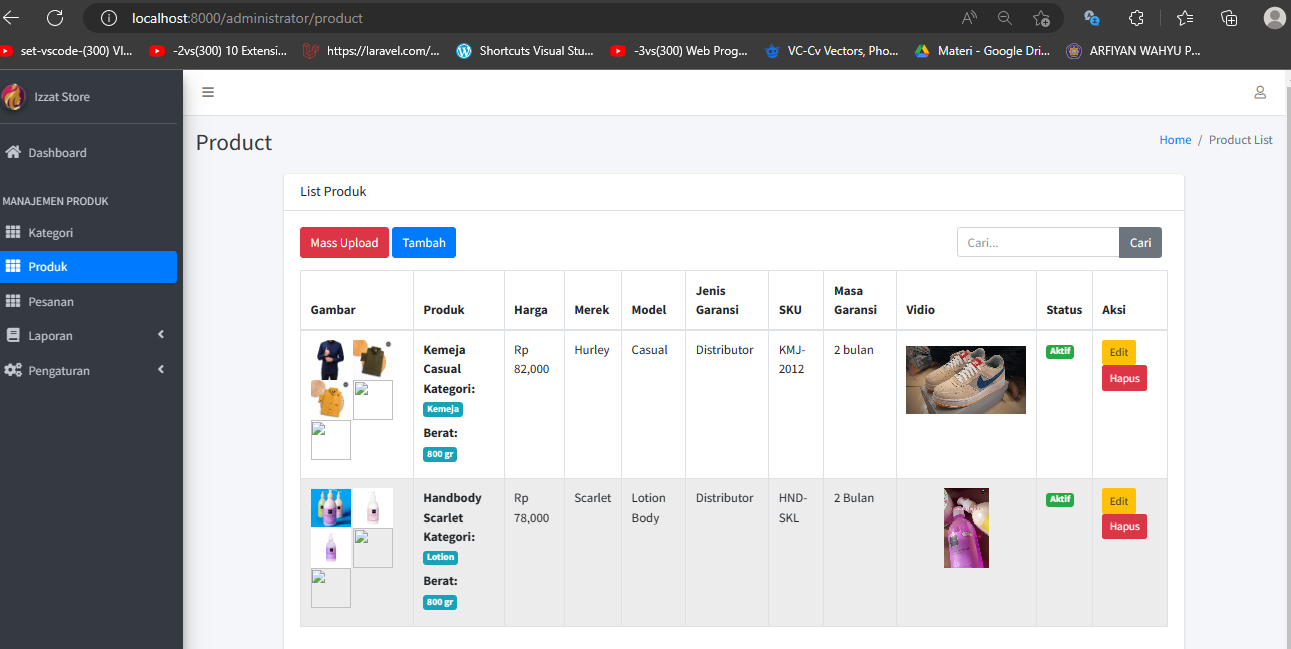 localhost:8000/administrator/product
set-vscode-(300) VI...
-2vs(300) 10 Extensi...
https://laravel.com/...
Shortcuts Visual Stu...
-3vs(300) Web Prog...
VC-Cv Vectors, Pho...
Materi - Google Dri...
ARFIYAN WAHYU P...
Izzat Store
Dashboard
MANAJEMEN PRODUK
Kategori
Produk
Pesanan
Laporan
Pengaturan
Product
Home / Product List
List Produk
Mass Upload Tambah
Cari... Cari
Gambar Produk Harga Merek Model Jenis Garansi SKU Masa Garansi Vidio Status Aksi
Kemeja
Casual
Kategori:
Kemeja
Berat:
800 gr
Rp
82,000
Hurley
Casual
Distributor
KMJ-
2012
2 bulan
Aktif
Edit
Hapus
Handbody
Scarlet
Kategori:
Lotion
Berat:
800 gr
Rp
78,000
Scarlet
Lotion
Body
Distributor
HND-
SKL
2 Bulan
Aktif
Edit
Hapus